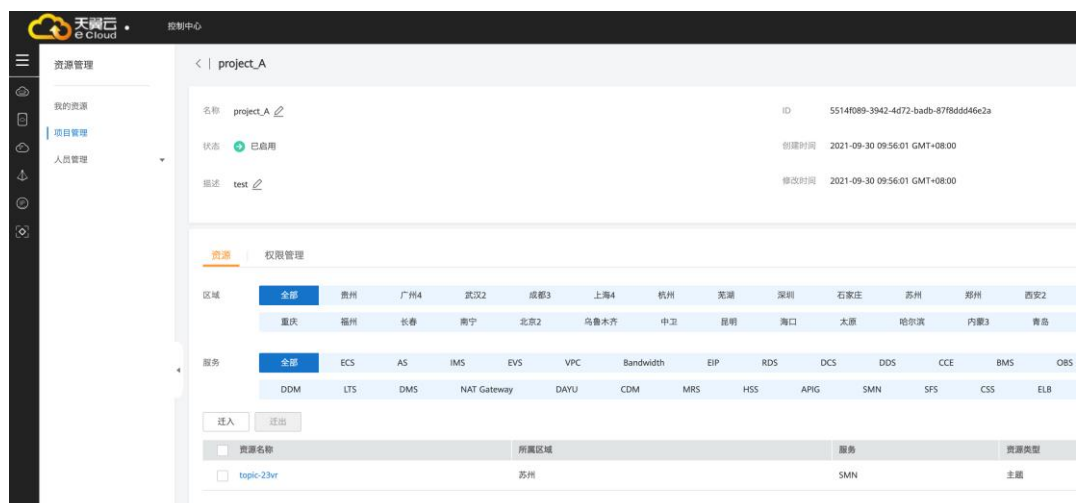 天翼云 e Cloud 控制中心
资源管理
我的资源
项目管理
人员管理
< | project_A
名称 project_A ID 5514f089-3942-4d72-badb-87f8ddd46e2a
状态 已启用 创建时间 2021-09-30 09:56:01 GMT+08:00
描述 test 修改时间 2021-09-30 09:56:01 GMT+08:00
资源 权限管理
区域 全部 贵州 广州4 武汉2 成都3 上海4 杭州 芜湖 深圳 石家庄 苏州 郑州 西安2
重庆 福州 长春 南宁 北京2 乌鲁木齐 中卫 昆明 海口 太原 哈尔滨 内蒙3 青岛
服务 全部 ECS AS IMS EVS VPC Bandwidth EIP RDS DCS DDS CCE BMS OBS
DDM LTS DMS NAT Gateway DAYU CDM MRS HSS APIG SMN SFS CSS ELB
迁入 迁出
资源名称 所属区域 服务 资源类型
topic-23vr 苏州 SMN 主题